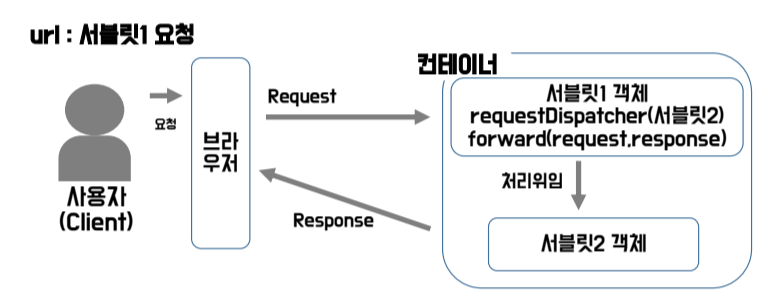 url : 서블릿1 요청
컨테이너
요청
브라
우저
Request
서블릿1 객체
requestDispatcher(서블릿2)
forward(request,response)
처리위임
사용자
(Client)
Response
서블릿2 객체